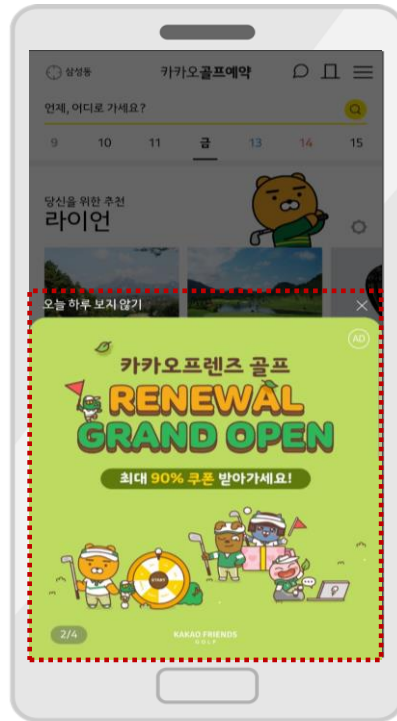 삼성동
카카오골프예약
언제, 어디로 가세요?
9 10 11 금 13 14 15
당신을 위한 추천
라이언
오늘 하루 보지 않기
AD
카카오프렌즈 골프
RENEWAL
GRAND OPEN
최대 90% 쿠폰 받아가세요!
START
2/4
KAKAO FRIENDS
GOLF